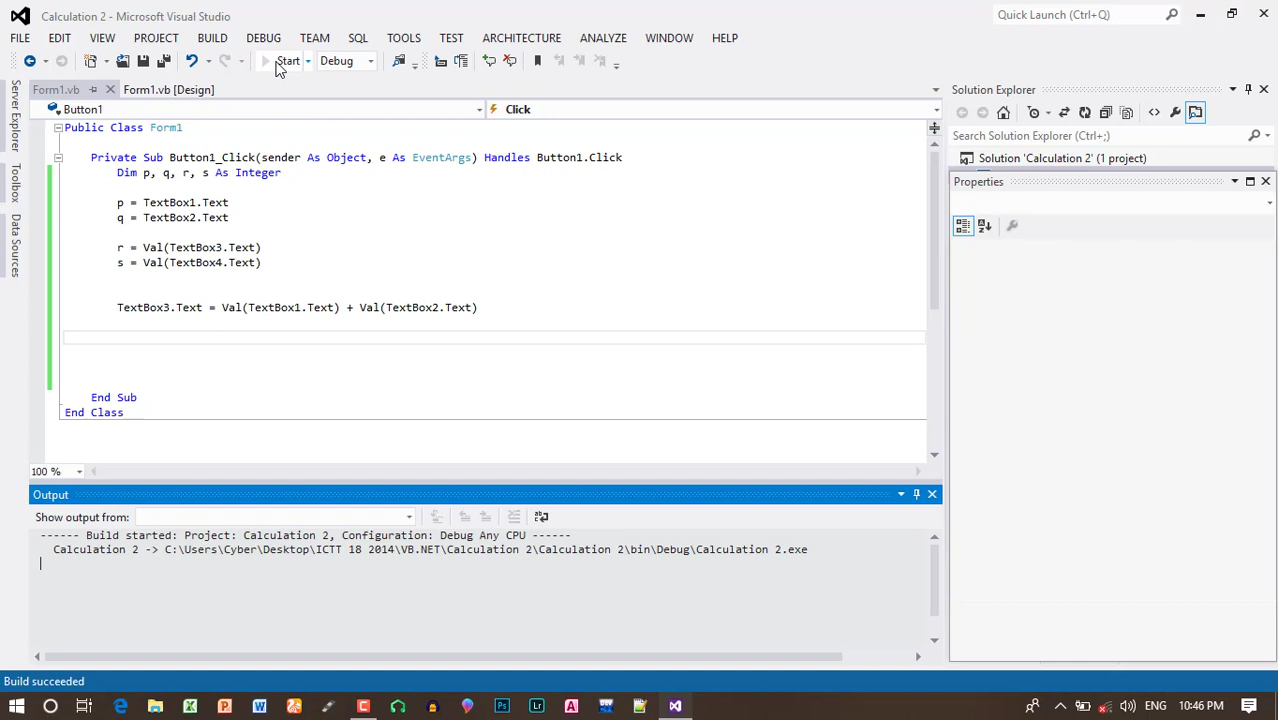 Calculation 2 - Microsoft Visual Studio
Quick Launch (Ctrl+Q)
FILE EDIT VIEW PROJECT BUILD DEBUG TEAM SQL TOOLS TEST ARCHITECTURE ANALYZE WINDOW HELP
Start Debug
Server Explorer
Toolbox
Data Sources
Form1.vb Form1.vb [Design]
Button1 Click
Public Class Form1
Private Sub Button1_Click(sender As Object, e As EventArgs) Handles Button1.Click
Dim p, q, r, s As Integer
p = TextBox1.Text
q = TextBox2.Text
r = Val(TextBox3.Text)
s = Val(TextBox4.Text)
TextBox3.Text = Val(TextBox1.Text) + Val(TextBox2.Text)
End Sub
End Class
100 %
Solution Explorer
Search Solution Explorer (Ctrl+;)
Solution 'Calculation 2' (1 project)
Properties
Output
Show output from:
------ Build started: Project: Calculation 2, Configuration: Debug Any CPU ------
Calculation 2 -> C:\Users\Cyber\Desktop\ICTT 18 2014\VB.NET\Calculation 2\Calculation 2\bin\Debug\Calculation 2.exe
Build succeeded
ENG 10:46 PM